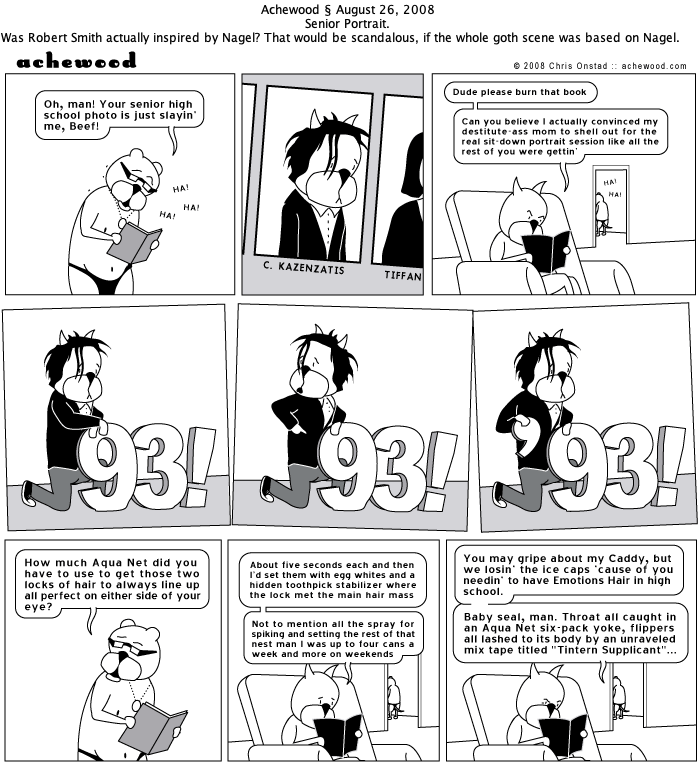 Achewood § August 26, 2008
Senior Portrait.
Was Robert Smith actually inspired by Nagel? That would be scandalous, if the whole goth scene was based on Nagel.
achewood
© 2008 Chris Onstad :: achewood.com
Oh, man! Your senior high
school photo is just slayin'
me, Beef!
HA!
HA!
HA!
C. KAZENZATIS
TIFFAN
Dude please burn that book
Can you believe I actually convinced my
destitute-ass mom to shell out for the
real sit-down portrait session like all the
rest of you were gettin'
HA!
HA!
93!
93!
93!
How much Aqua Net did you
have to use to get those two
locks of hair to always line up
all perfect on either side of your
eye?
About five seconds each and then
I'd set them with egg whites and a
hidden toothpick stabilizer where
the lock met the main hair mass
Not to mention all the spray for
spiking and setting the rest of that
nest man I was up to four cans a
week and more on weekends
You may gripe about my Caddy, but
we losin' the ice caps 'cause of you
needin' to have Emotions Hair in high
school.
Baby seal, man. Throat all caught in
an Aqua Net six-pack yoke, flippers
all lashed to its body by an unraveled
mix tape titled "Tintern Supplicant"...